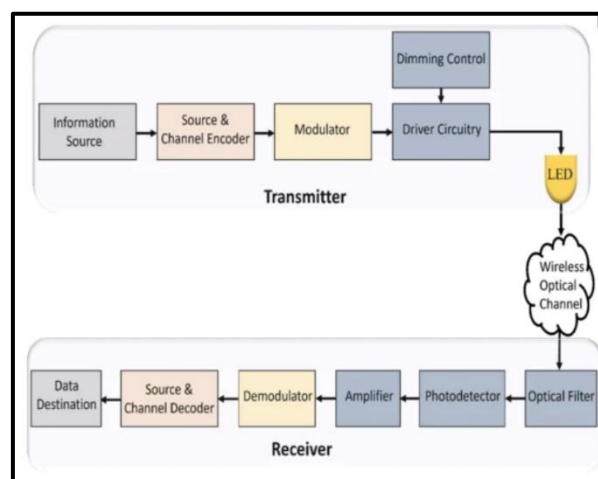 Dimming Control
Information
Source
Source &
Channel Encoder
Modulator
Driver Circuitry
LED
Transmitter
Wireless
Optical
Channel
Data
Destination
Source &
Channel Decoder
Demodulator
Amplifier
Photodetector
Optical Filter
Receiver